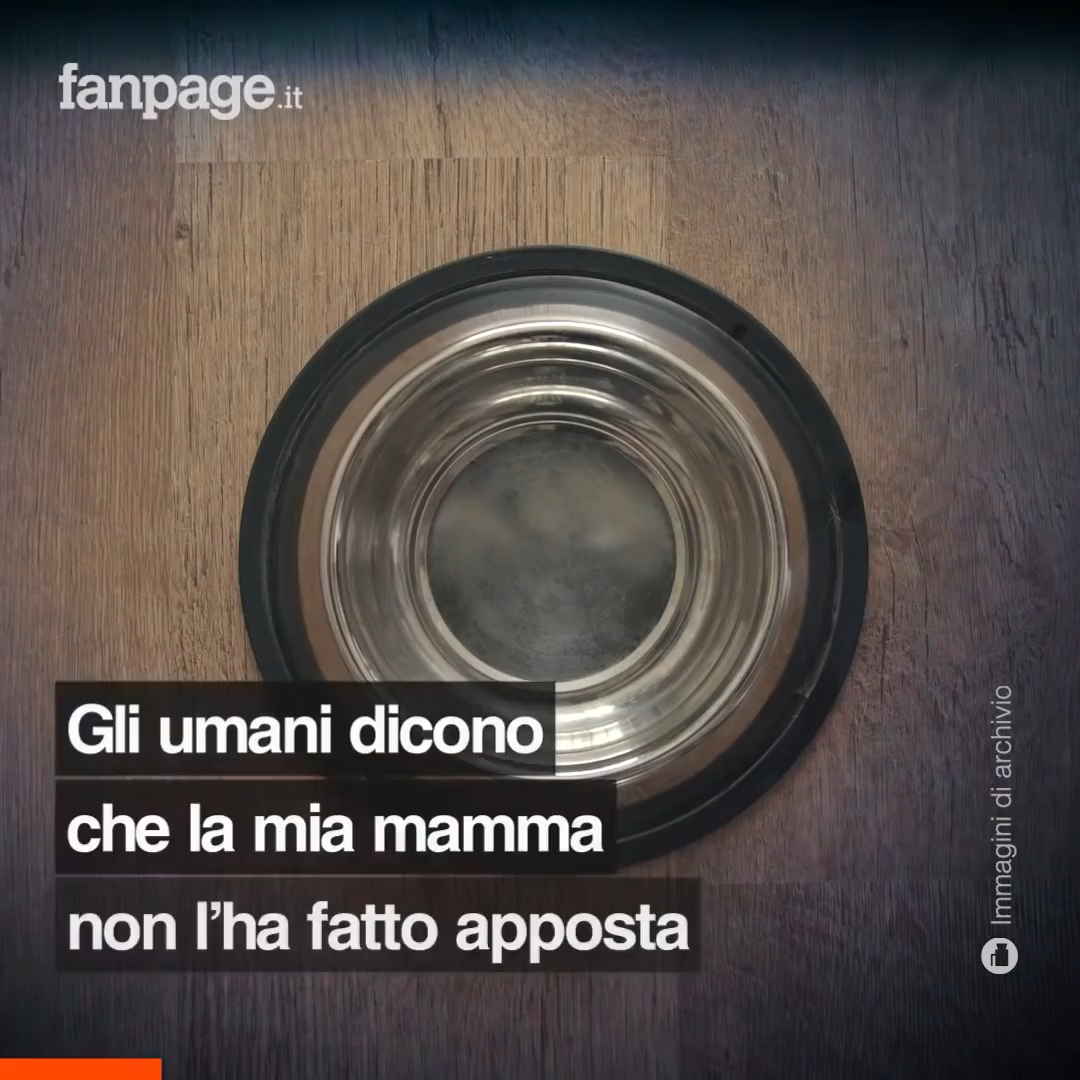 fanpage.it
Gli umani dicono
che la mia mamma
non l’ha fatto apposta
Immagini di archivio